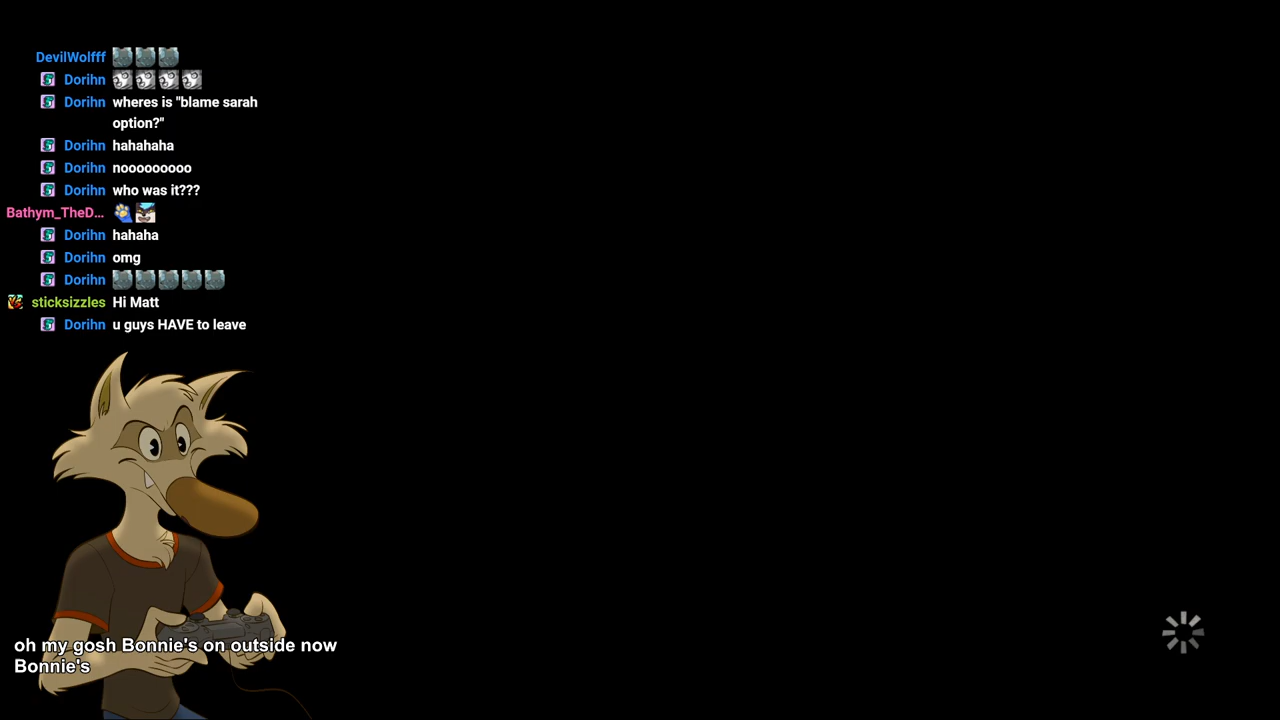 DevilWolfff
Dorihn
Dorihn wheres is "blame sarah
option?"
Dorihn hahahaha
Dorihn nooooooooo
Dorihn who was it???
Bathym_TheD...
Dorihn hahaha
Dorihn omg
Dorihn
sticksizzles Hi Matt
Dorihn u guys HAVE to leave
oh my gosh Bonnie's on outside now
Bonnie's